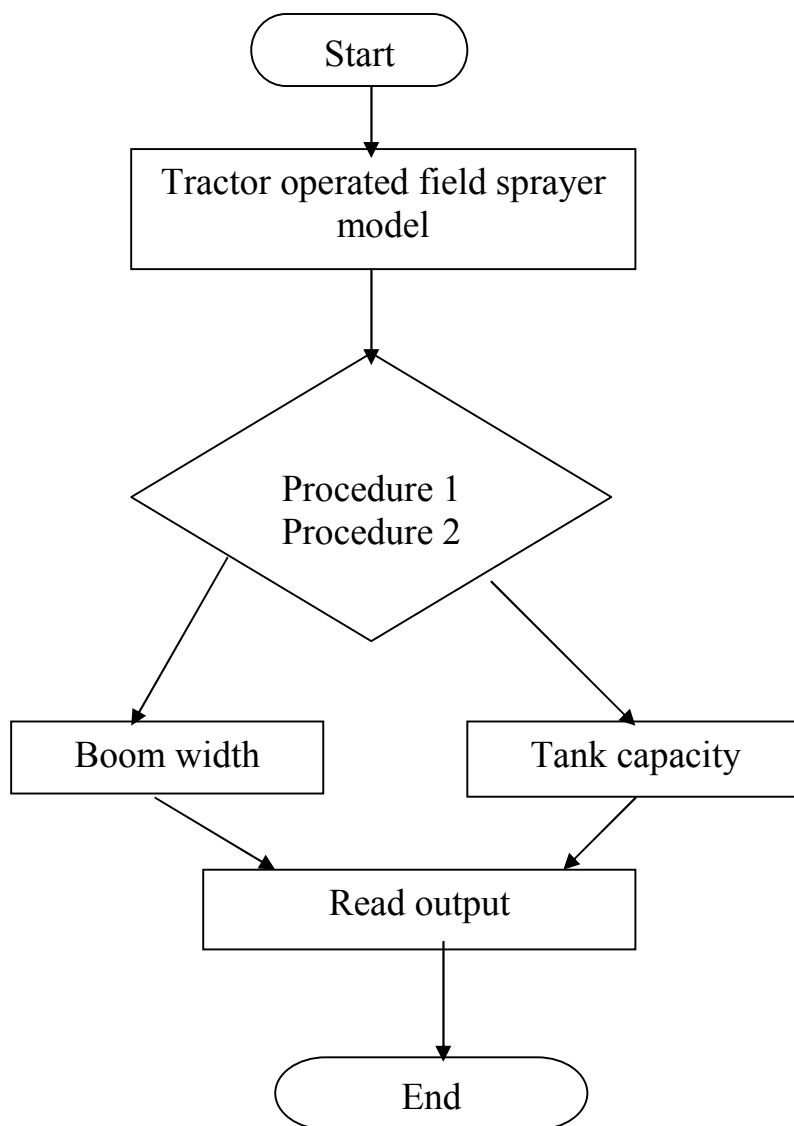 Start
Tractor operated field sprayer
model
Procedure 1
Procedure 2
Boom width
Tank capacity
Read output
End